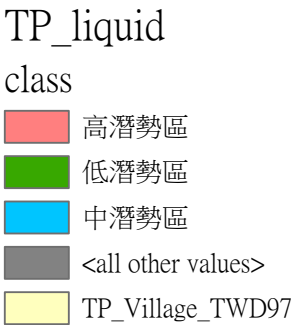 TP_liquid
class
高潛勢區
低潛勢區
中潛勢區
<all other values>
TP_Village_TWD97